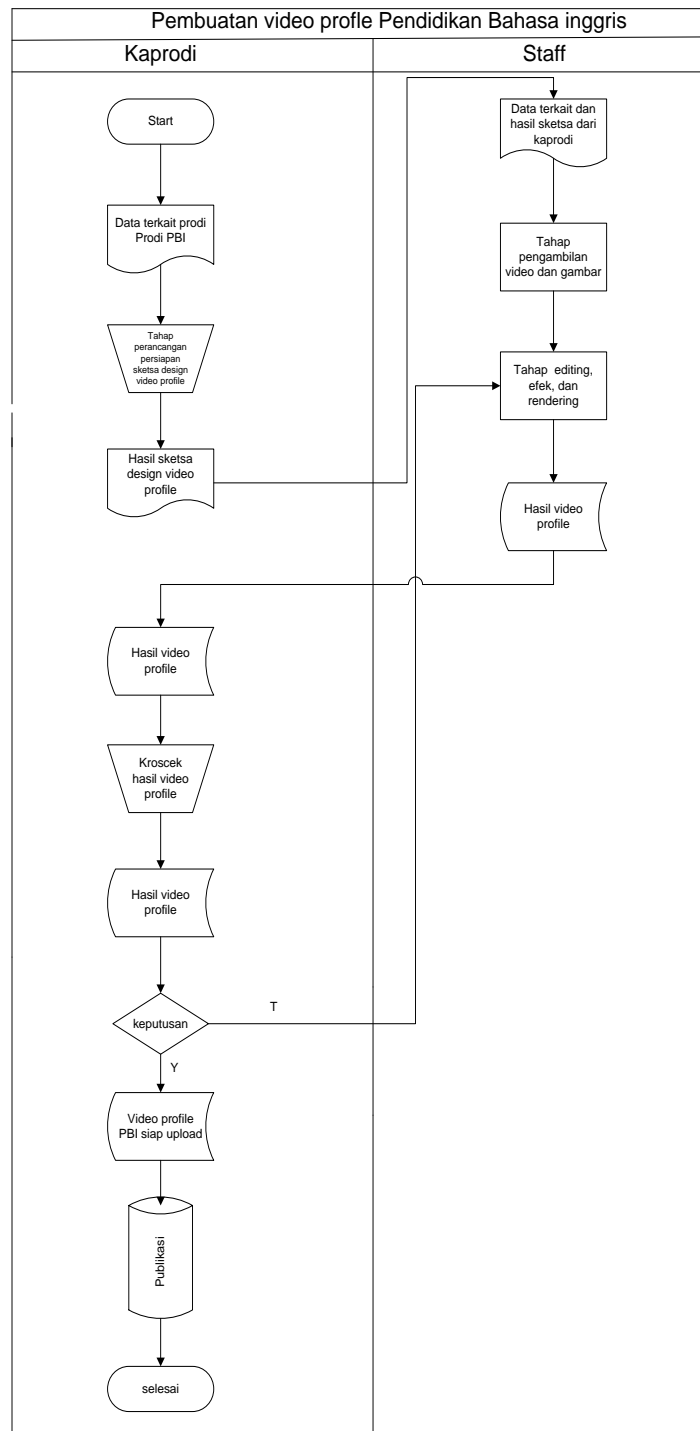 Pembuatan video profle Pendidikan Bahasa inggris
Kaprodi
Staff
Start
Data terkait prodi
Prodi PBI
Tahap
perancangan
persiapan
sketsa design
video profile
Hasil sketsa
design video
profile
Data terkait dan
hasil sketsa dari
kaprodi
Tahap
pengambilan
video dan gambar
Tahap editing,
efek, dan
rendering
Hasil video
profile
Hasil video
profile
Kroscek
hasil video
profile
Hasil video
profile
keputusan
T
Y
Video profile
PBI siap upload
Publikasi
selesai